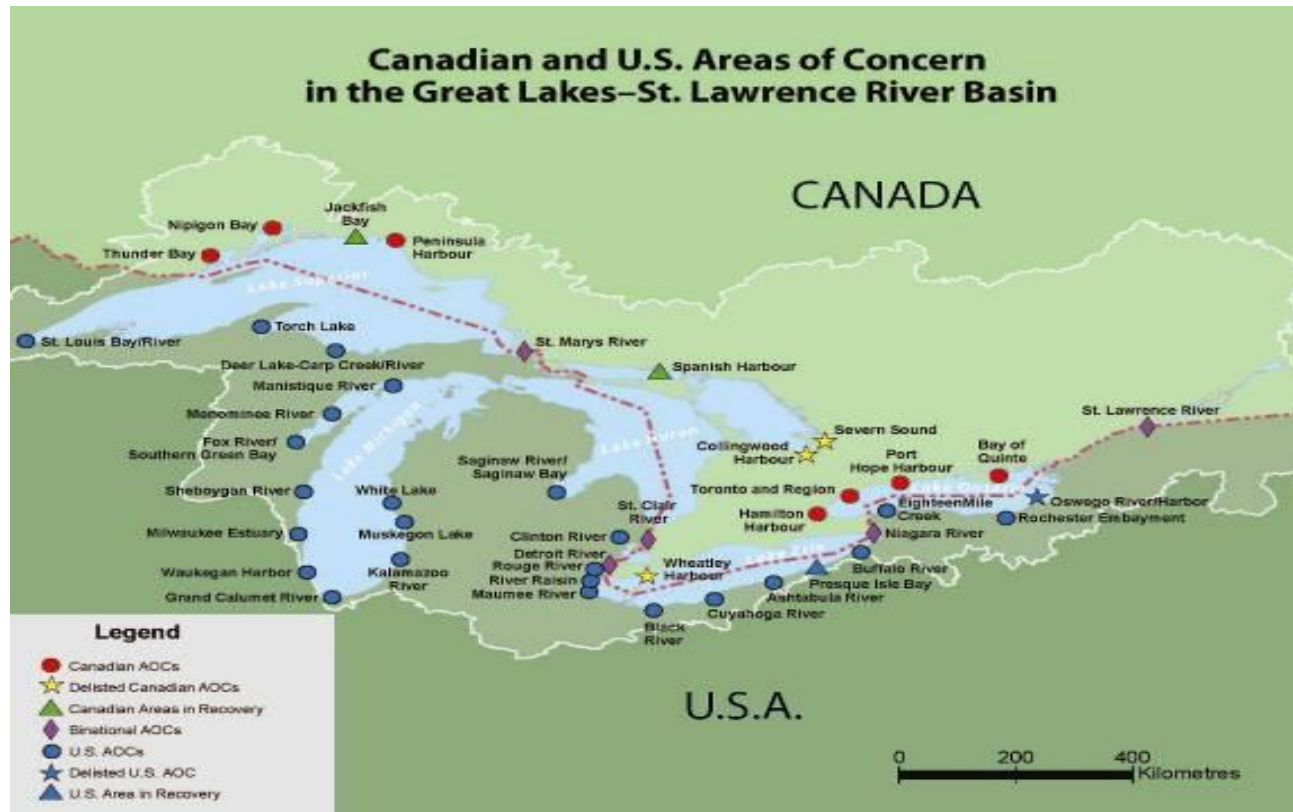 Canadian and U.S. Areas of Concern
in the Great Lakes–St. Lawrence River Basin
CANADA
Nipigon Bay
Jackfish
Bay
Thunder Bay
Peninsula
Harbour
Lake Superior
St. Louis Bay/River
Torch Lake
Deer Lake-Carp Creek/River
St. Marys River
Spanish Harbour
Manistique River
Menominee River
Fox River/
Southern Green Bay
Lake Michigan
Lake Huron
Sheboygan River
Milwaukee Estuary
Waukegan Harbor
Grand Calumet River
White Lake
Muskegon Lake
Kalamazoo
River
Saginaw River/
Saginaw Bay
Collingwood
Harbour
Severn Sound
St. Lawrence River
Bay of
Quinte
Port
Hope Harbour
Toronto and Region
Lake Ontario
Hamilton
Harbour
EighteenMile
Creek
Oswego River/Harbor
Rochester Embayment
Niagara River
St. Clair
River
Clinton River
Detroit River
Rouge River
River Raisin
Maumee River
Wheatley
Harbour
Lake Erie
Buffalo River
Presque Isle Bay
Ashtabula River
Cuyahoga River
Black
River
U.S.A.
Legend
Canadian AOCs
Delisted Canadian AOCs
Canadian Areas in Recovery
Binational AOCs
U.S. AOCs
Delisted U.S. AOC
U.S. Area in Recovery
0 200 400
Kilometres